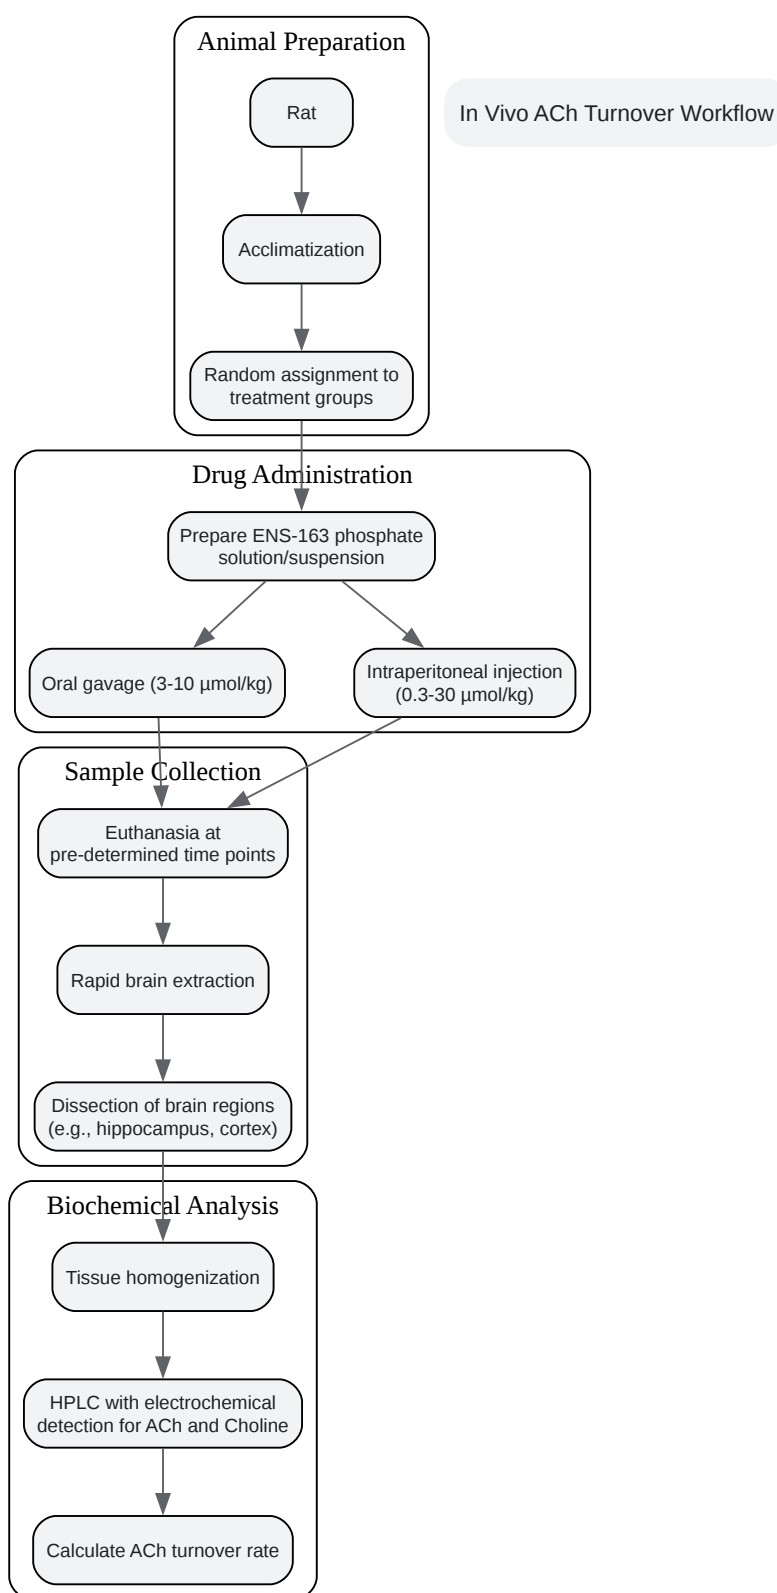 Animal Preparation
In Vivo ACh Turnover Workflow
Rat
Acclimatization
Random assignment to
treatment groups
Drug Administration
Prepare ENS-163 phosphate
solution/suspension
Oral gavage (3-10 µmol/kg)
Intraperitoneal injection
(0.3-30 µmol/kg)
Sample Collection
Euthanasia at
pre-determined time points
Rapid brain extraction
Dissection of brain regions
(e.g., hippocampus, cortex)
Biochemical Analysis
Tissue homogenization
HPLC with electrochemical
detection for ACh and Choline
Calculate ACh turnover rate